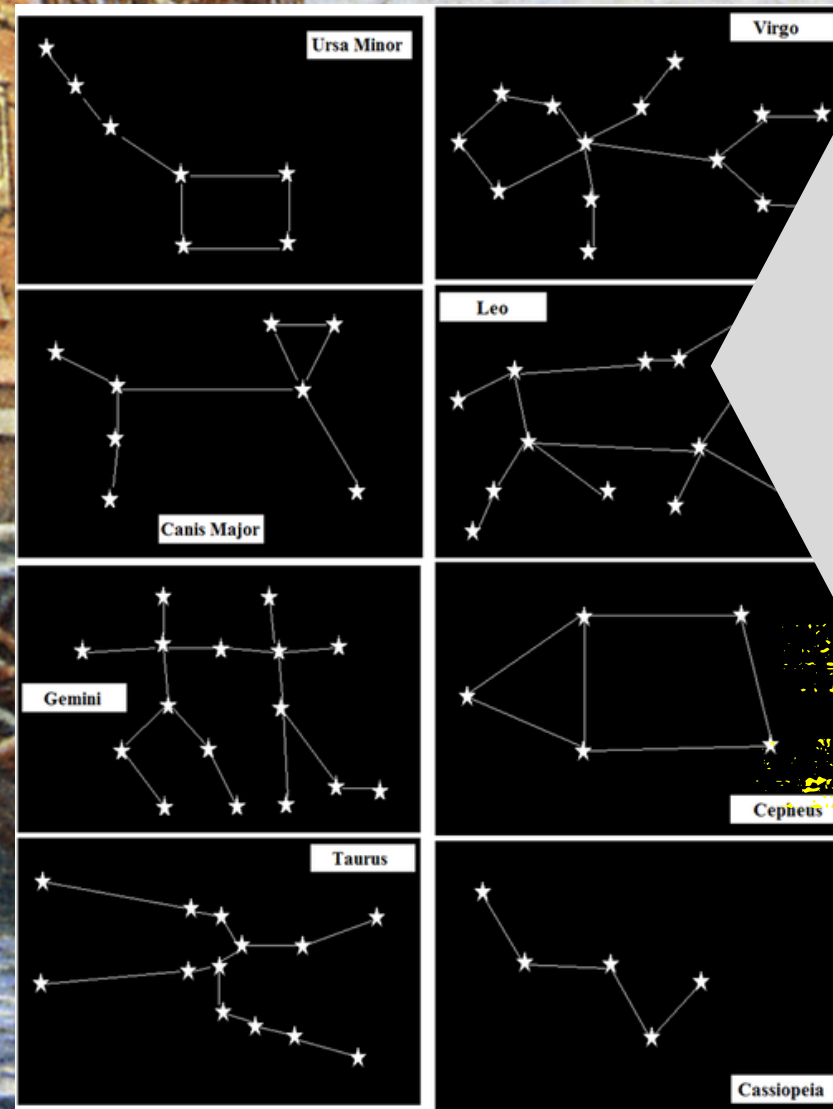 Ursa Minor
Virgo
Canis Major
Leo
Gemini
Cepheus
Taurus
Cassiopeia